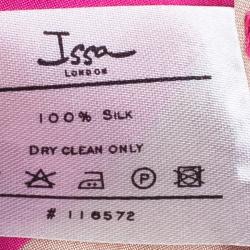 Issa
LONDON
100% SILK
DRY CLEAN ONLY
P
# 116572